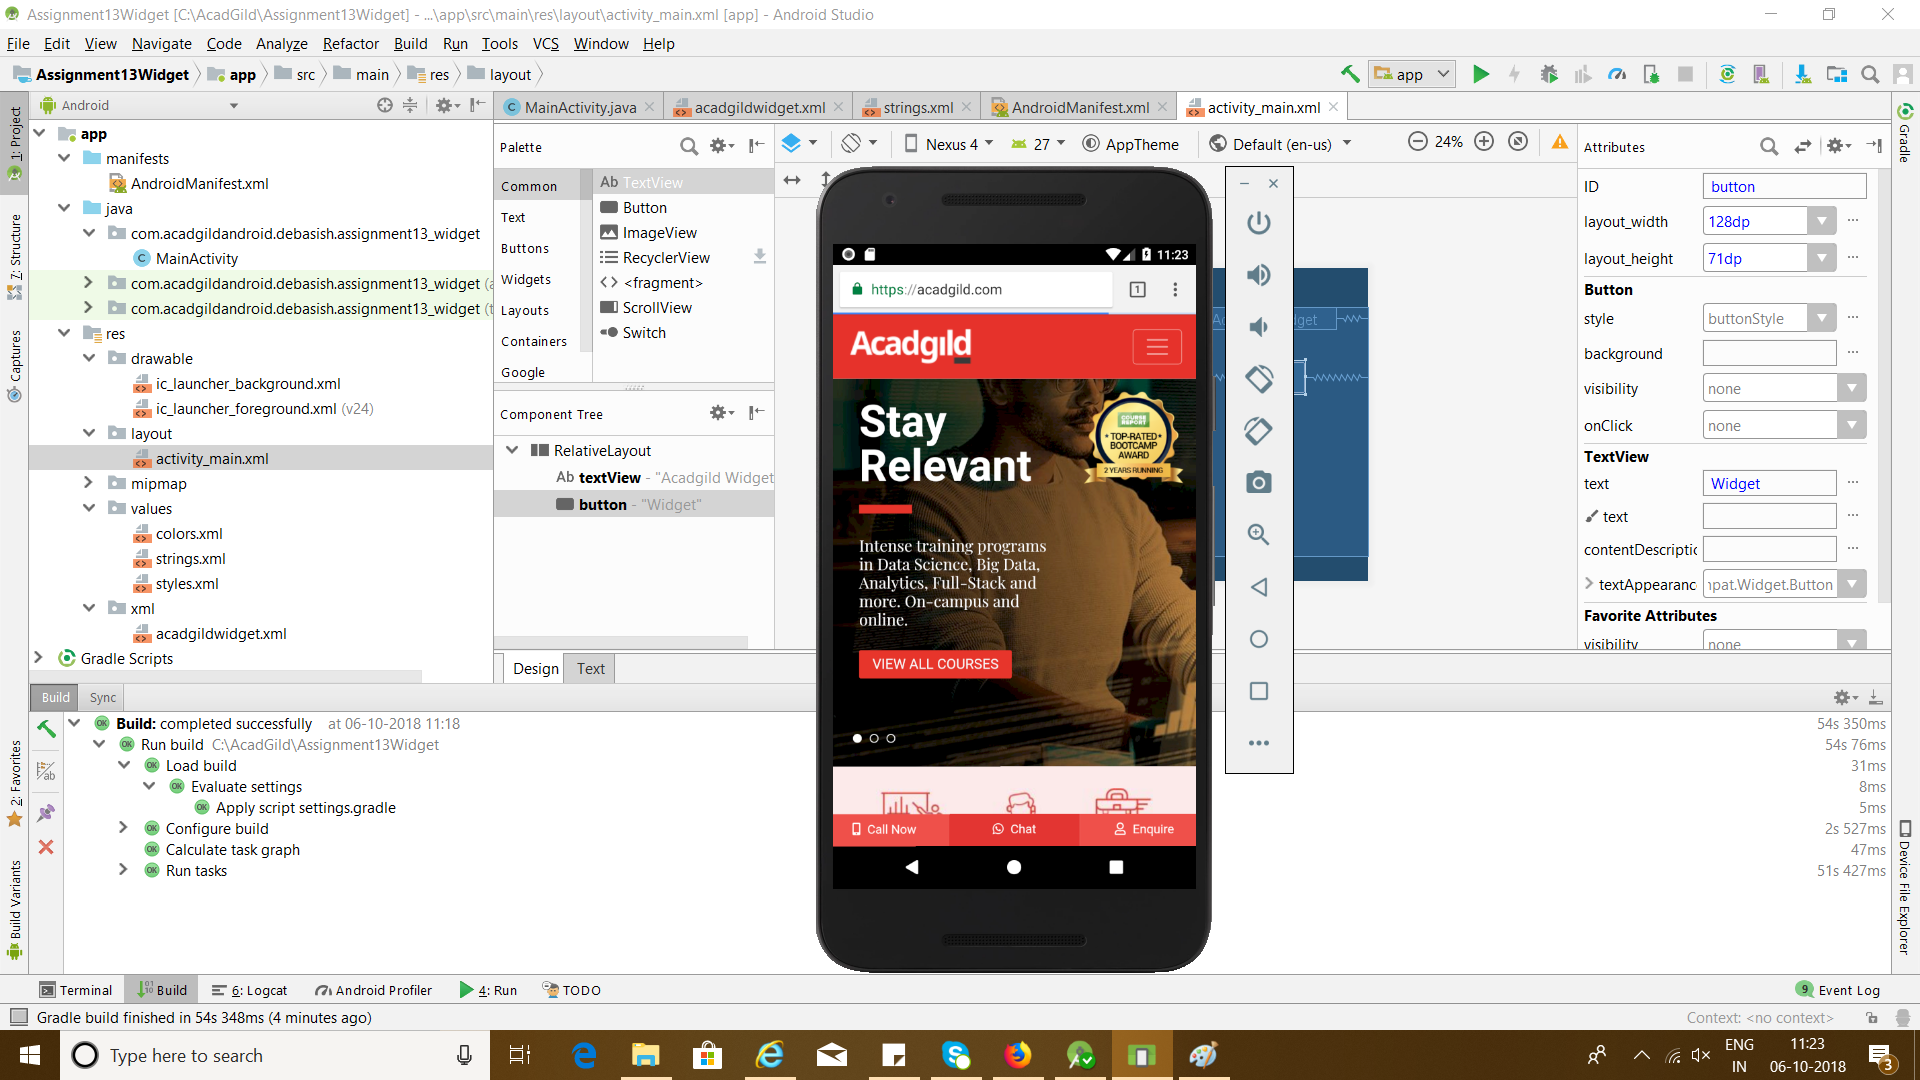 Assignment13Widget [C:\AcadGild\Assignment13Widget] - ...\app\src\main\res\layout\activity_main.xml [app] - Android Studio
File Edit View Navigate Code Analyze Refactor Build Run Tools VCS Window Help
Assignment13Widget app src main res layout
app
Android
MainActivity.java acadgildwidget.xml strings.xml AndroidManifest.xml activity_main.xml
1: Project
7: Structure
Captures
2: Favorites
Build Variants
app
manifests
AndroidManifest.xml
java
com.acadgildandroid.debasish.assignment13_widget
MainActivity
com.acadgildandroid.debasish.assignment13_widget
com.acadgildandroid.debasish.assignment13_widget
res
drawable
ic_launcher_background.xml
ic_launcher_foreground.xml (v24)
layout
activity_main.xml
mipmap
values
colors.xml
strings.xml
styles.xml
xml
acadgildwidget.xml
Gradle Scripts
Palette
Common
Text
Buttons
Widgets
Layouts
Containers
Google
Ab TextView
Button
ImageView
RecyclerView
<fragment>
ScrollView
Switch
Component Tree
RelativeLayout
Ab textView - "Acadgild Widget
button - "Widget"
Design Text
Nexus 4 27 AppTheme Default (en-us) 24%
11:23
https://acadgild.com 1
Acadgild
Stay
Relevant
COURSE REPORT
TOP-RATED
BOOTCAMP
AWARD
2 YEARS RUNNING
Intense training programs
in Data Science, Big Data,
Analytics, Full-Stack and
more. On-campus and
online.
VIEW ALL COURSES
Call Now Chat Enquire
Attributes
ID button
layout_width 128dp
layout_height 71dp
Button
style buttonStyle
background
visibility none
onClick none
TextView
text Widget
text
contentDescriptic
textAppearanc npat.Widget.Button
Favorite Attributes
visibility none
Gradle
Device File Explorer
Build Sync
Build: completed successfully at 06-10-2018 11:18 54s 350ms
Run build C:\AcadGild\Assignment13Widget 54s 76ms
Load build 31ms
Evaluate settings 8ms
Apply script settings.gradle 5ms
Configure build 2s 527ms
Calculate task graph 47ms
Run tasks 51s 427ms
Terminal Build 6: Logcat Android Profiler 4: Run TODO 9 Event Log
Gradle build finished in 54s 348ms (4 minutes ago) Context: <no context>
Type here to search
ENG
IN
11:23
06-10-2018
3